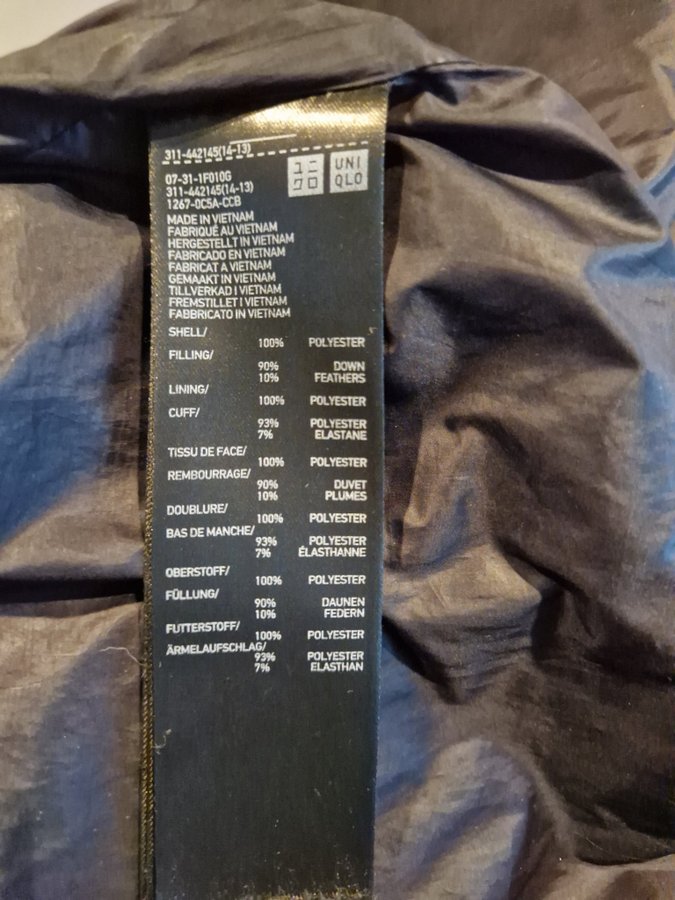 311-442145(14-13)
07-31-1F010G
311-442145(14-13)
1267-0C5A-CCB
ユニ
クロ
UNI
QLO
MADE IN VIETNAM
FABRIQUÉ AU VIETNAM
HERGESTELLT IN VIETNAM
FABRICADO EN VIETNAM
FABRICAT A VIETNAM
GEMAAKT IN VIETNAM
TILLVERKAD I VIETNAM
FREMSTILLET I VIETNAM
FABBRICATO IN VIETNAM
SHELL/
100% POLYESTER
FILLING/
90% DOWN
10% FEATHERS
LINING/
100% POLYESTER
CUFF/
93% POLYESTER
7% ELASTANE
TISSU DE FACE/
100% POLYESTER
REMBOURRAGE/
90% DUVET
10% PLUMES
DOUBLURE/
100% POLYESTER
BAS DE MANCHE/
93% POLYESTER
7% ÉLASTHANNE
OBERSTOFF/
100% POLYESTER
FÜLLUNG/
90% DAUNEN
10% FEDERN
FUTTERSTOFF/
100% POLYESTER
ÄRMELAUFSCHLAG/
93% POLYESTER
7% ELASTHAN